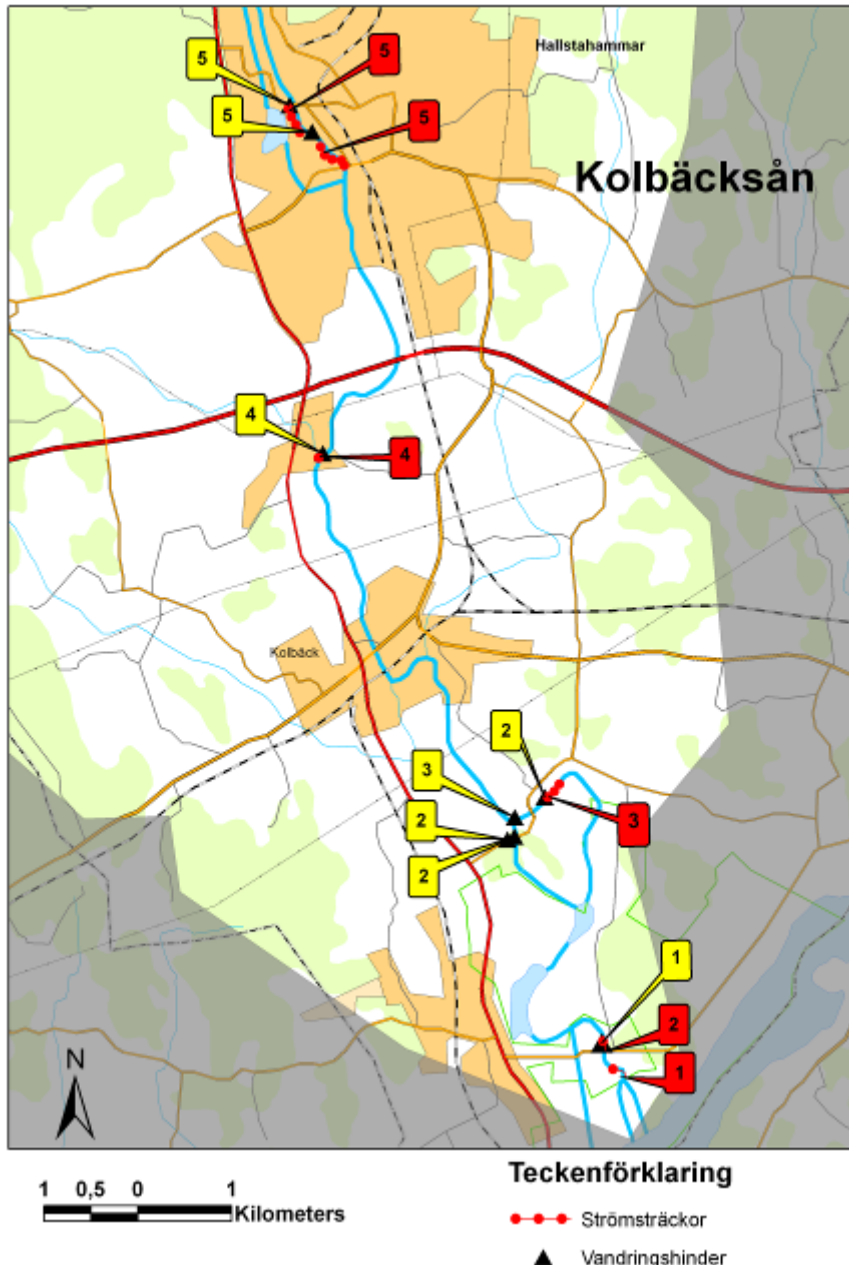 Hallstahammar
5
5
5
5
Kolbäcksån
4
4
Kolbäck
2
3
2
3
2
1
2
1
N
1 0,5 0 1
Kilometers
Teckenförklaring
Strömsträckor
Vandringshinder